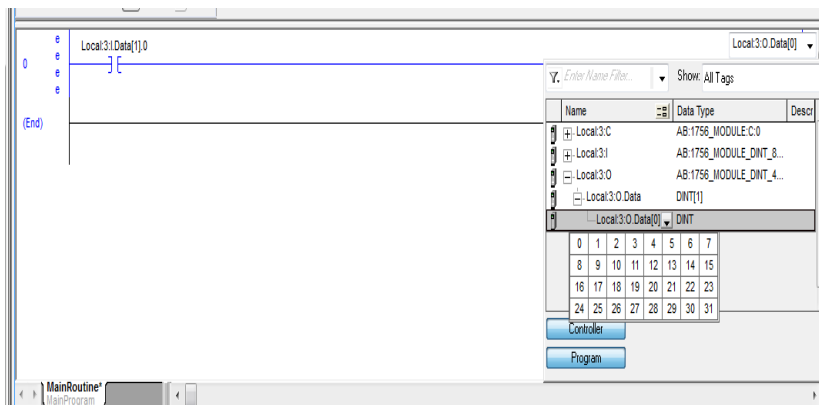 e
e
e
e
0
Local:3:I.Data[1].0
(End)
Local:3:O.Data[0]
Enter Name Filter...
Show: All Tags
Name Data Type Descr
Local:3:C AB:1756_MODULE:C:0
Local:3:I AB:1756_MODULE_DINT_8...
Local:3:O AB:1756_MODULE_DINT_4...
Local:3:O.Data DINT[1]
Local:3:O.Data[0] DINT
0 1 2 3 4 5 6 7
8 9 10 11 12 13 14 15
16 17 18 19 20 21 22 23
24 25 26 27 28 29 30 31
Controller
Program
MainRoutine*
MainProgram